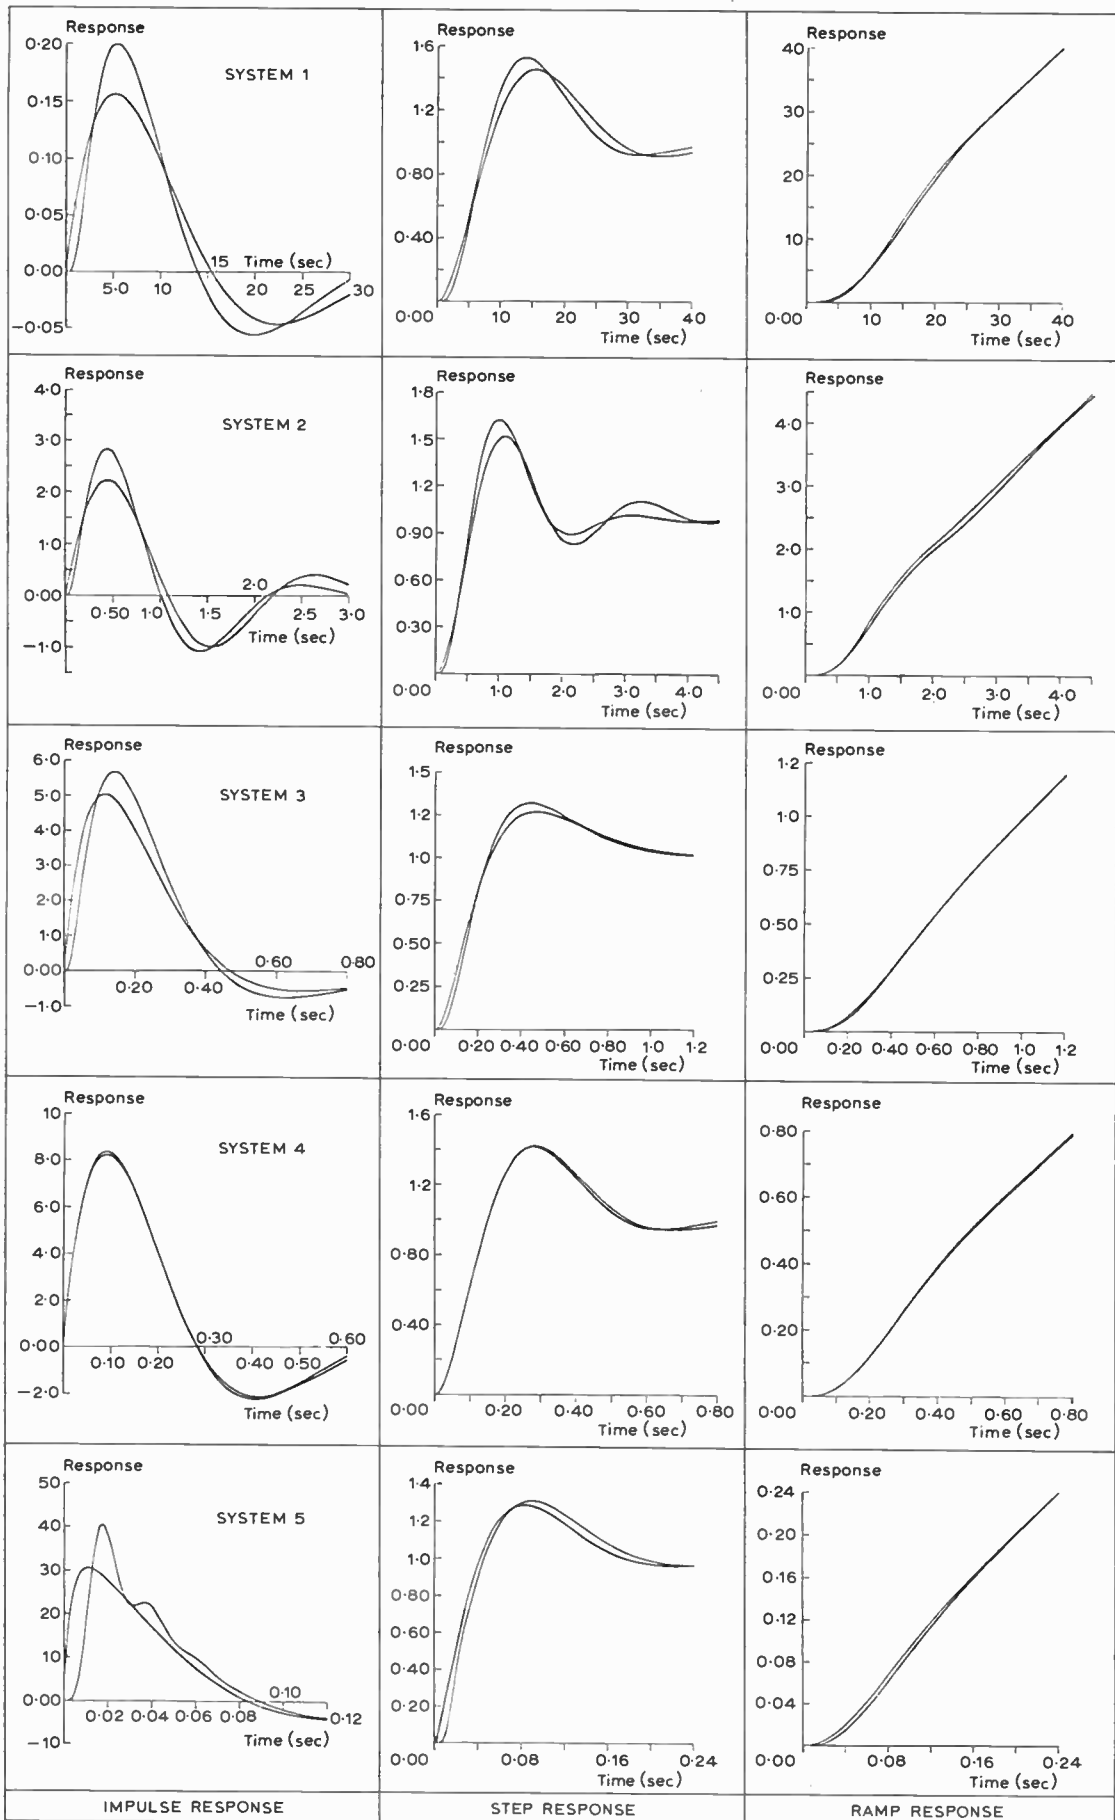 Response
0·20
0·15
0·10
0·05
0·00
−0·05
SYSTEM 1
15 Time (sec)
5·0 10 20 25 30
Response
1·6
1·2
0·80
0·40
0·00
10 20 30 40
Time (sec)
Response
40
30
20
10
0·00
10 20 30 40
Time (sec)
Response
4·0
3·0
2·0
1·0
0·00
−1·0
SYSTEM 2
2·0
0·50 1·0 1·5 2·5 3·0
Time (sec)
Response
1·8
1·5
1·2
0·90
0·60
0·30
0·00
1·0 2·0 3·0 4·0
Time (sec)
Response
4·0
3·0
2·0
1·0
0·00
1·0 2·0 3·0 4·0
Time (sec)
Response
6·0
5·0
4·0
3·0
2·0
1·0
0·00
−1·0
SYSTEM 3
0·60 0·80
0·20 0·40
Time (sec)
Response
1·5
1·2
1·0
0·75
0·50
0·25
0·00
0·20 0·40 0·60 0·80 1·0 1·2
Time (sec)
Response
1·2
1·0
0·75
0·50
0·25
0·00
0·20 0·40 0·60 0·80 1·0 1·2
Time (sec)
Response
10
8·0
6·0
4·0
2·0
0·00
−2·0
SYSTEM 4
0·30 0·60
0·10 0·20 0·40 0·50
Time (sec)
Response
1·6
1·2
0·80
0·40
0·00
0·20 0·40 0·60 0·80
Time (sec)
Response
0·80
0·60
0·40
0·20
0·00
0·20 0·40 0·60 0·80
Time (sec)
Response
50
40
30
20
10
0·00
−10
SYSTEM 5
0·10
0·02 0·04 0·06 0·08 0·12
Time (sec)
Response
1·4
1·2
1·0
0·80
0·60
0·40
0·20
0·00
0·08 0·16 0·24
Time (sec)
Response
0·24
0·20
0·16
0·12
0·08
0·04
0·00
0·08 0·16 0·24
Time (sec)
IMPULSE RESPONSE
STEP RESPONSE
RAMP RESPONSE